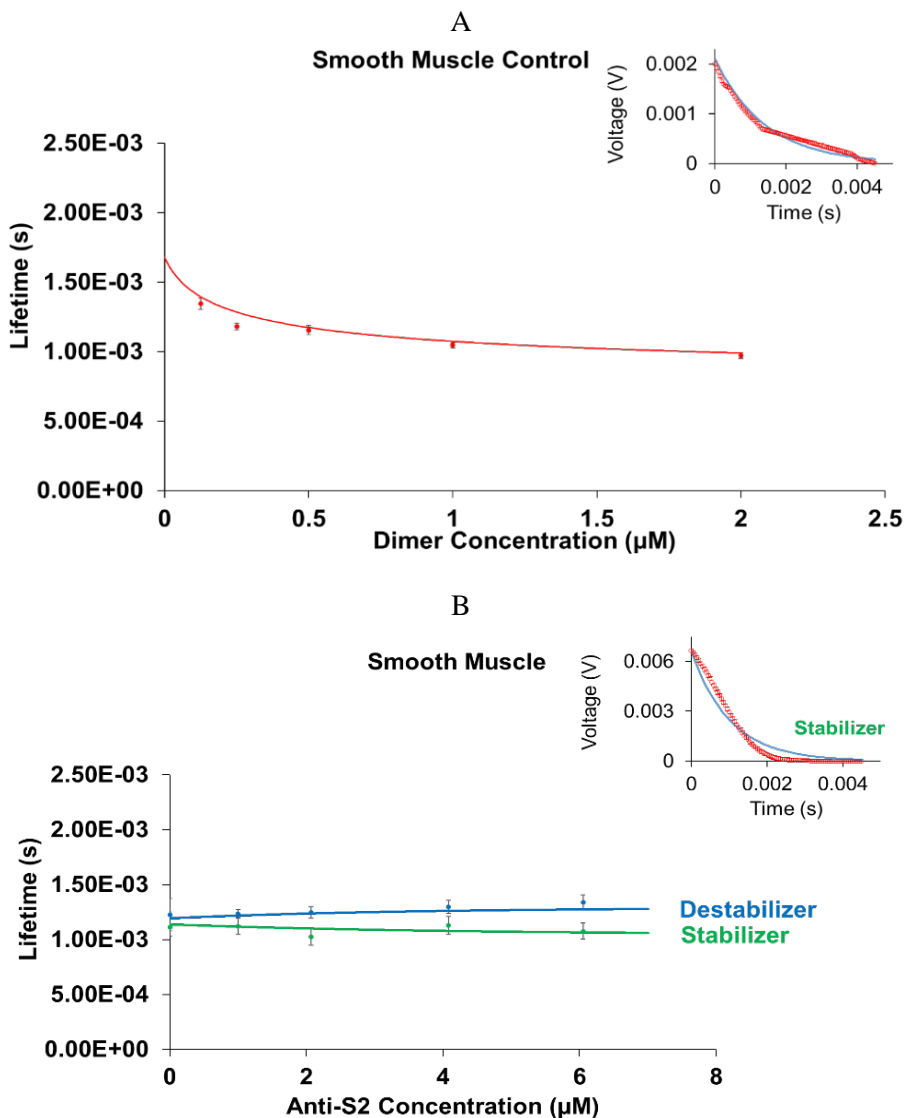 A
Smooth Muscle Control
Voltage (V)
0.002
0.001
0
0
0.002
0.004
Time (s)
Lifetime (s)
2.50E-03
2.00E-03
1.50E-03
1.00E-03
5.00E-04
0.00E+00
0
0.5
1
1.5
2
2.5
Dimer Concentration (µM)
B
Smooth Muscle
Voltage (V)
0.006
0.003
0
Stabilizer
0
0.002
0.004
Time (s)
Lifetime (s)
2.50E-03
2.00E-03
1.50E-03
1.00E-03
5.00E-04
0.00E+00
Destabilizer
Stabilizer
0
2
4
6
8
Anti-S2 Concentration (µM)